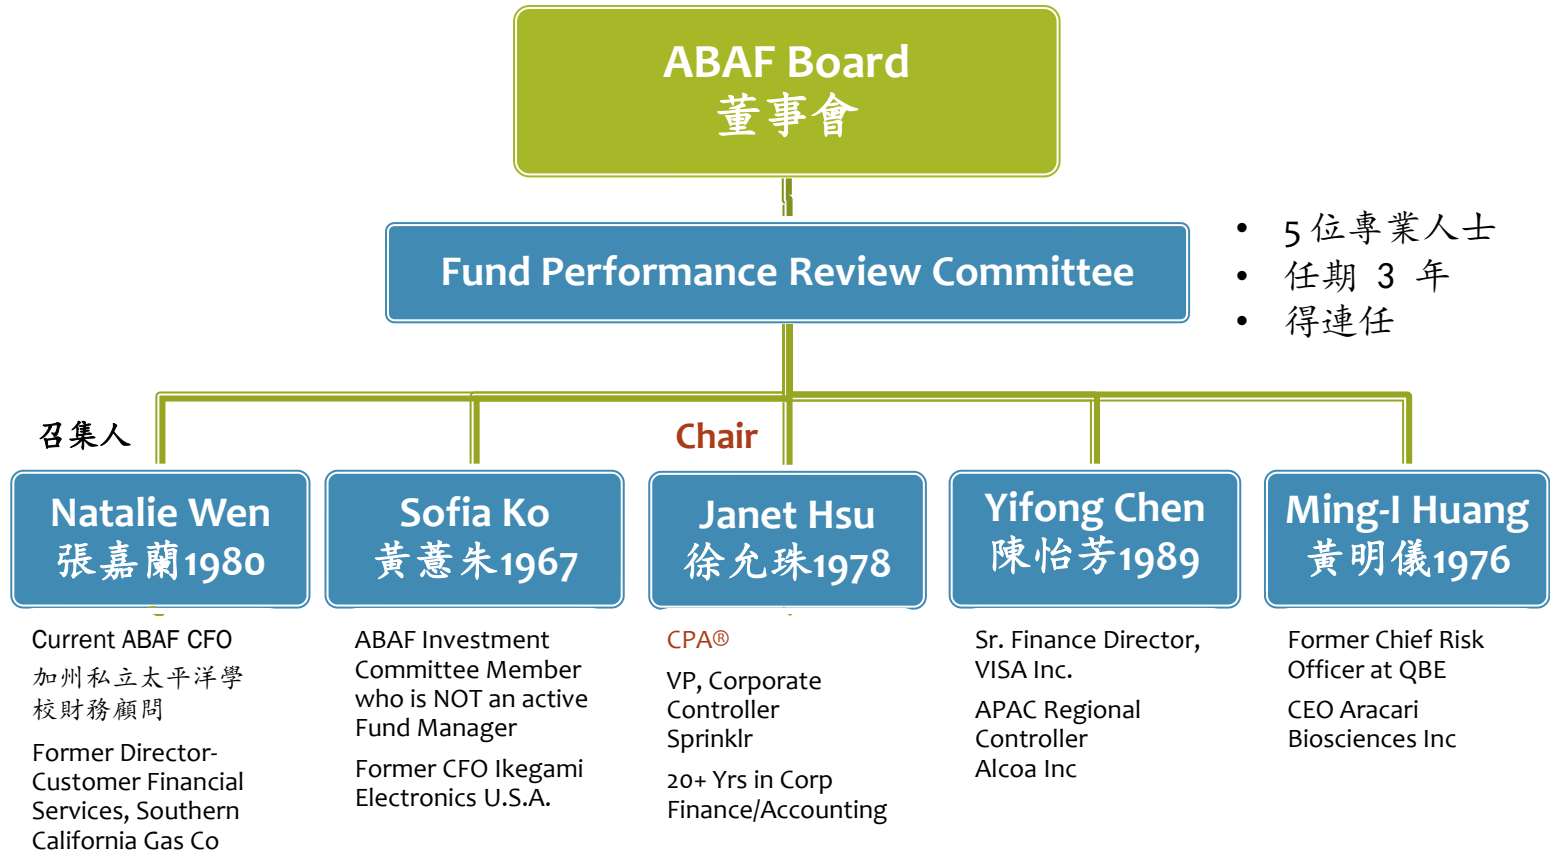 ABAF Board
董事會
Fund Performance Review Committee
• 5 位專業人士
• 任期 3 年
• 得連任
召集人
Chair
Natalie Wen
張嘉蘭1980
Current ABAF CFO
加州私立太平洋學
校財務顧問
Former Director-
Customer Financial
Services, Southern
California Gas Co
Sofia Ko
黃薏朱1967
ABAF Investment
Committee Member
who is NOT an active
Fund Manager
Former CFO Ikegami
Electronics U.S.A.
Janet Hsu
徐允珠1978
CPA®
VP, Corporate
Controller
Sprinklr
20+ Yrs in Corp
Finance/Accounting
Yifong Chen
陳怡芳1989
Sr. Finance Director,
VISA Inc.
APAC Regional
Controller
Alcoa Inc
Ming-I Huang
黃明儀1976
Former Chief Risk
Officer at QBE
CEO Aracari
Biosciences Inc